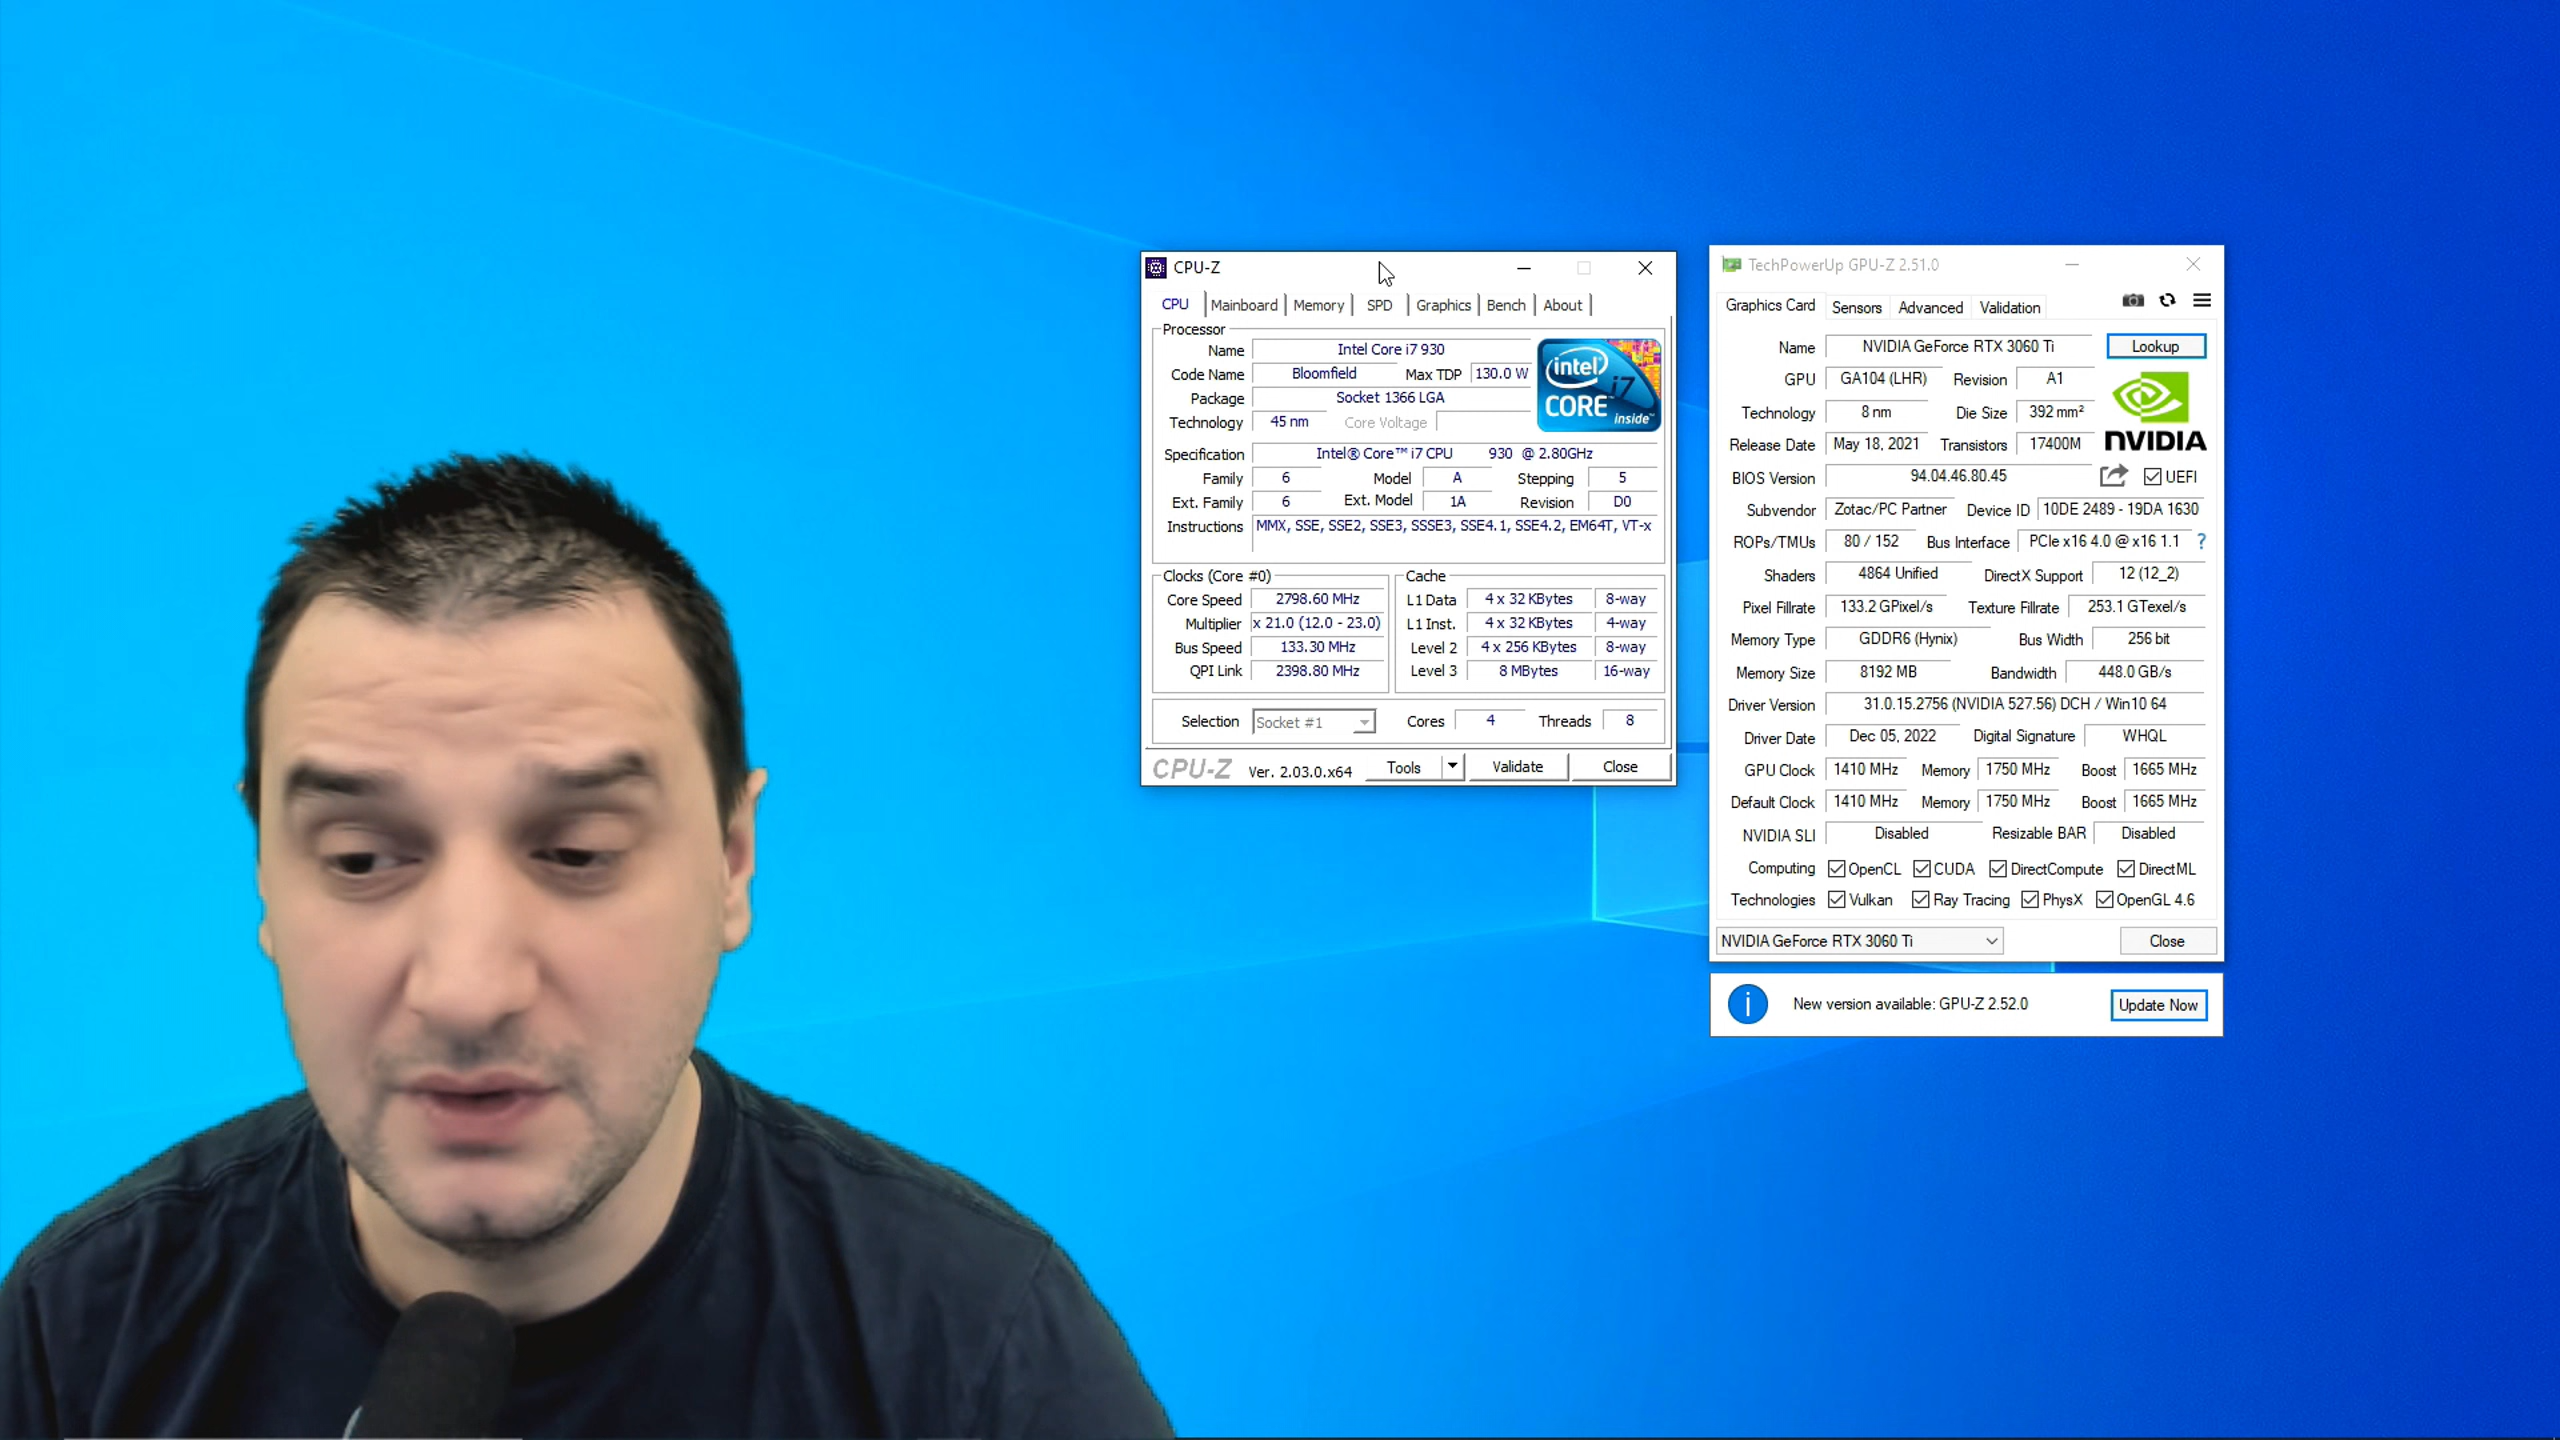 CPU-Z
CPU Mainboard Memory SPD Graphics Bench About
Processor
Name Intel Core i7 930
Code Name Bloomfield Max TDP 130.0 W
Package Socket 1366 LGA
Technology 45 nm Core Voltage
intel CORE i7 inside™
Specification Intel® Core™ i7 CPU 930 @ 2.80GHz
Family 6 Model A Stepping 5
Ext. Family 6 Ext. Model 1A Revision D0
Instructions MMX, SSE, SSE2, SSE3, SSSE3, SSE4.1, SSE4.2, EM64T, VT-x
Clocks (Core #0)
Core Speed 2798.60 MHz
Multiplier x 21.0 (12.0 - 23.0)
Bus Speed 133.30 MHz
QPI Link 2398.80 MHz
Cache
L1 Data 4 x 32 KBytes 8-way
L1 Inst. 4 x 32 KBytes 4-way
Level 2 4 x 256 KBytes 8-way
Level 3 8 MBytes 16-way
Selection Socket #1 Cores 4 Threads 8
CPU-Z Ver. 2.03.0.x64 Tools Validate Close
TechPowerUp GPU-Z 2.51.0
Graphics Card Sensors Advanced Validation
Name NVIDIA GeForce RTX 3060 Ti Lookup
GPU GA104 (LHR) Revision A1
Technology 8 nm Die Size 392 mm²
Release Date May 18, 2021 Transistors 17400M
NVIDIA
BIOS Version 94.04.46.80.45 UEFI
Subvendor Zotac/PC Partner Device ID 10DE 2489 - 19DA 1630
ROPs/TMUs 80 / 152 Bus Interface PCIe x16 4.0 @ x16 1.1 ?
Shaders 4864 Unified DirectX Support 12 (12_2)
Pixel Fillrate 133.2 GPixel/s Texture Fillrate 253.1 GTexel/s
Memory Type GDDR6 (Hynix) Bus Width 256 bit
Memory Size 8192 MB Bandwidth 448.0 GB/s
Driver Version 31.0.15.2756 (NVIDIA 527.56) DCH / Win10 64
Driver Date Dec 05, 2022 Digital Signature WHQL
GPU Clock 1410 MHz Memory 1750 MHz Boost 1665 MHz
Default Clock 1410 MHz Memory 1750 MHz Boost 1665 MHz
NVIDIA SLI Disabled Resizable BAR Disabled
Computing OpenCL CUDA DirectCompute DirectML
Technologies Vulkan Ray Tracing PhysX OpenGL 4.6
NVIDIA GeForce RTX 3060 Ti Close
New version available: GPU-Z 2.52.0 Update Now